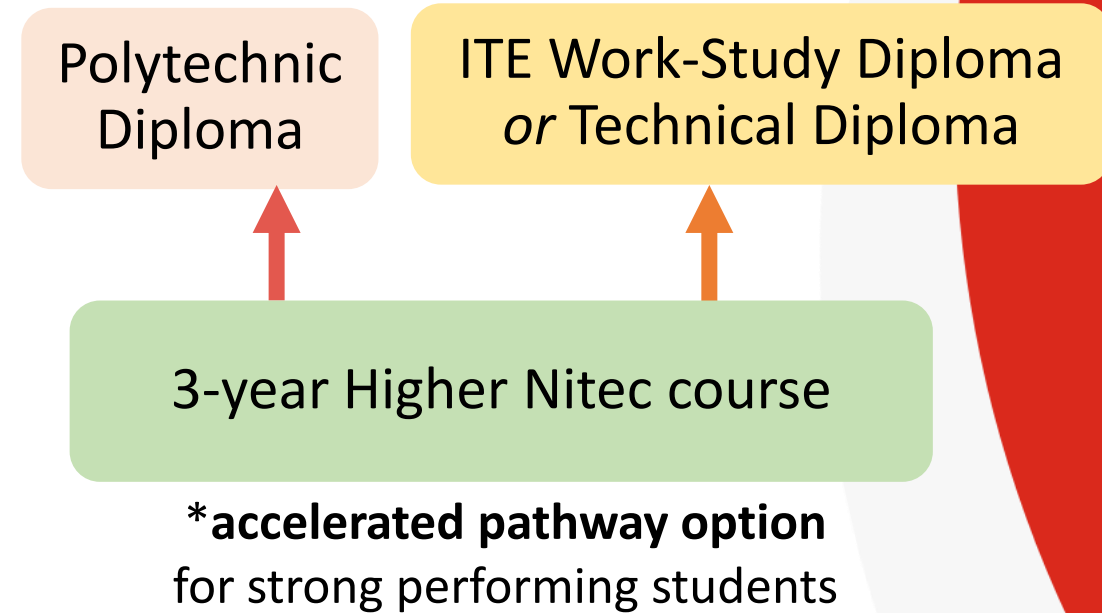 Polytechnic
Diploma
ITE Work-Study Diploma
or Technical Diploma
3-year Higher Nitec course
*accelerated pathway option
for strong performing students